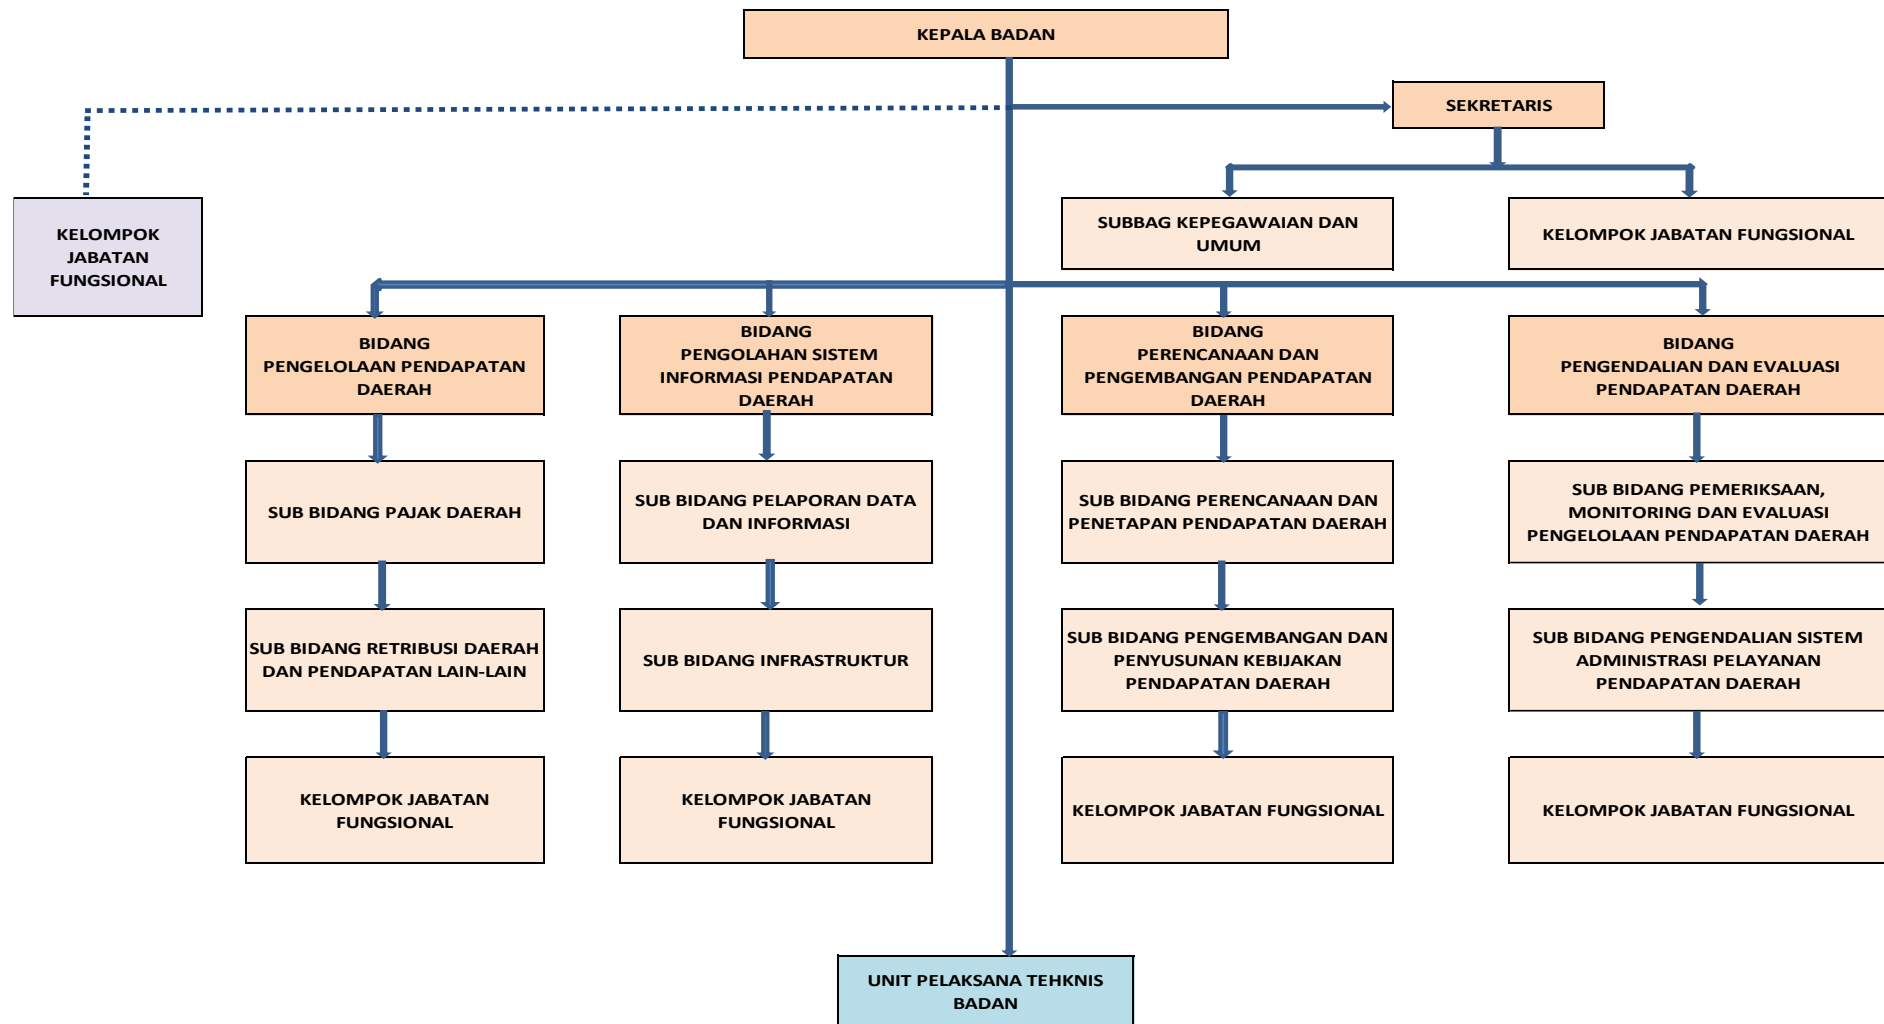 KEPALA BADAN
SEKRETARIS
KELOMPOK
JABATAN
FUNGSIONAL
SUBBAG KEPEGAWAIAN DAN
UMUM
KELOMPOK JABATAN FUNGSIONAL
BIDANG
PENGELOLAAN PENDAPATAN
DAERAH
BIDANG
PENGOLAHAN SISTEM
INFORMASI PENDAPATAN
DAERAH
BIDANG
PERENCANAAN DAN
PENGEMBANGAN PENDAPATAN
DAERAH
BIDANG
PENGENDALIAN DAN EVALUASI
PENDAPATAN DAERAH
SUB BIDANG PAJAK DAERAH
SUB BIDANG PELAPORAN DATA
DAN INFORMASI
SUB BIDANG PERENCANAAN DAN
PENETAPAN PENDAPATAN DAERAH
SUB BIDANG PEMERIKSAAN,
MONITORING DAN EVALUASI
PENGELOLAAN PENDAPATAN DAERAH
SUB BIDANG RETRIBUSI DAERAH
DAN PENDAPATAN LAIN-LAIN
SUB BIDANG INFRASTRUKTUR
SUB BIDANG PENGEMBANGAN DAN
PENYUSUNAN KEBIJAKAN
PENDAPATAN DAERAH
SUB BIDANG PENGENDALIAN SISTEM
ADMINISTRASI PELAYANAN
PENDAPATAN DAERAH
KELOMPOK JABATAN
FUNGSIONAL
KELOMPOK JABATAN
FUNGSIONAL
KELOMPOK JABATAN FUNGSIONAL
KELOMPOK JABATAN FUNGSIONAL
UNIT PELAKSANA TEHKNIS
BADAN